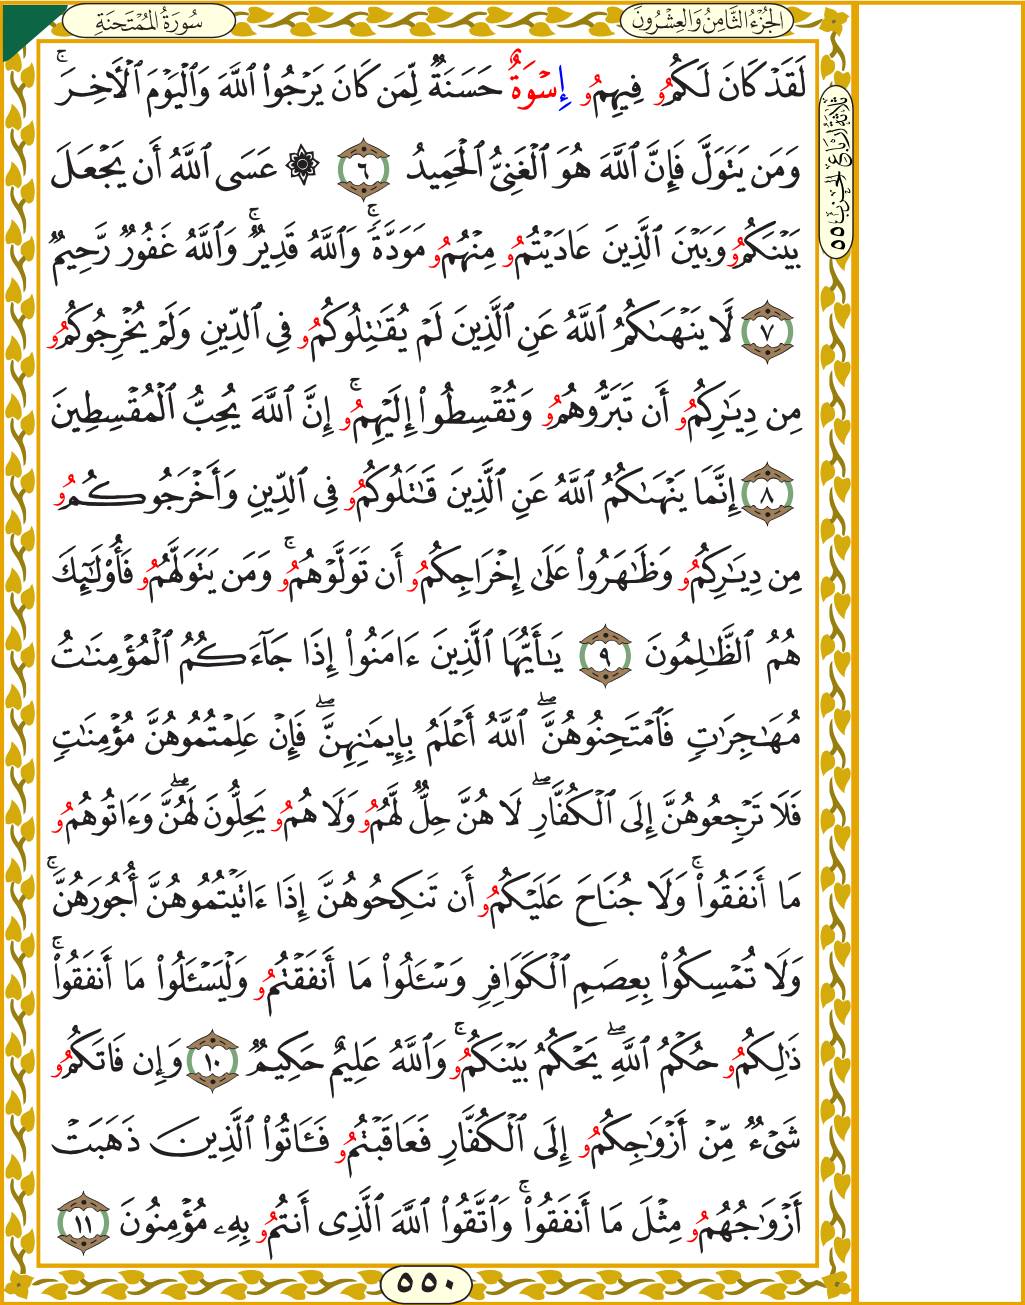 الجُزْءُ الثَّامِنُ وَالعِشْرُونَ
سُورَةُ المُمْتَحنَةِ
ثلاثة أرباع الحزب ٥٥
لَقَدْ كَانَ لَكُمُۥ فِيهِمُۥ إِسْوَةٌ حَسَنَةٌ لِّمَن كَانَ يَرْجُواْ ٱللَّهَ وَٱلْيَوْمَ ٱلْأٓخِرَۚ
وَمَن يَتَوَلَّ فَإِنَّ ٱللَّهَ هُوَ ٱلْغَنِىُّ ٱلْحَمِيدُ ٦ ۞ عَسَى ٱللَّهُ أَن يَجْعَلَ
بَيْنَكُمُۥ وَبَيْنَ ٱلَّذِينَ عَادَيْتُمُۥ مِنْهُمُۥ مَوَدَّةًۚ وَٱللَّهُ قَدِيرٌۚ وَٱللَّهُ غَفُورٌ رَّحِيمٌ
٧ لَّا يَنْهَىٰكُمُ ٱللَّهُ عَنِ ٱلَّذِينَ لَمْ يُقَٰتِلُوكُمُۥ فِى ٱلدِّينِ وَلَمْ يُخْرِجُوكُمُۥ
مِن دِيَٰرِكُمُۥ أَن تَبَرُّوهُمُۥ وَتُقْسِطُواْ إِلَيْهِمُۥۚ إِنَّ ٱللَّهَ يُحِبُّ ٱلْمُقْسِطِينَ
٨ إِنَّمَا يَنْهَىٰكُمُ ٱللَّهُ عَنِ ٱلَّذِينَ قَٰتَلُوكُمُۥ فِى ٱلدِّينِ وَأَخْرَجُوكُمُۥ
مِن دِيَٰرِكُمُۥ وَظَٰهَرُواْ عَلَىٰ إِخْرَاجِكُمُۥ أَن تَوَلَّوْهُمُۥۚ وَمَن يَتَوَلَّهُمُۥ فَأُوْلَٰٓئِكَ
هُمُ ٱلظَّٰلِمُونَ ٩ يَٰٓأَيُّهَا ٱلَّذِينَ ءَامَنُواْ إِذَا جَآءَكُمُ ٱلْمُؤْمِنَٰتُ
مُهَٰجِرَٰتٍ فَٱمْتَحِنُوهُنَّۖ ٱللَّهُ أَعْلَمُ بِإِيمَٰنِهِنَّۖ فَإِنْ عَلِمْتُمُوهُنَّ مُؤْمِنَٰتٍ
فَلَا تَرْجِعُوهُنَّ إِلَى ٱلْكُفَّارِۖ لَا هُنَّ حِلٌّ لَّهُمُۥ وَلَا هُمُۥ يَحِلُّونَ لَهُنَّۖ وَءَاتُوهُمُۥ
مَا أَنفَقُواْۚ وَلَا جُنَاحَ عَلَيْكُمُۥ أَن تَنكِحُوهُنَّ إِذَا ءَاتَيْتُمُوهُنَّ أُجُورَهُنَّۚ
وَلَا تُمْسِكُواْ بِعِصَمِ ٱلْكَوَافِرِ وَسْـَٔلُواْ مَا أَنفَقْتُمُۥ وَلْيَسْـَٔلُواْ مَا أَنفَقُواْۚ
ذَٰلِكُمُۥ حُكْمُ ٱللَّهِۖ يَحْكُمُ بَيْنَكُمُۥۚ وَٱللَّهُ عَلِيمٌ حَكِيمٌ ١٠ وَإِن فَاتَكُمُۥ
شَىْءٌ مِّنْ أَزْوَٰجِكُمُۥ إِلَى ٱلْكُفَّارِ فَعَاقَبْتُمُۥ فَـَٔاتُواْ ٱلَّذِينَ ذَهَبَتْ
أَزْوَٰجُهُمُۥ مِثْلَ مَا أَنفَقُواْۚ وَٱتَّقُواْ ٱللَّهَ ٱلَّذِى أَنتُمُۥ بِهِۦ مُؤْمِنُونَ ١١
٥٥٠